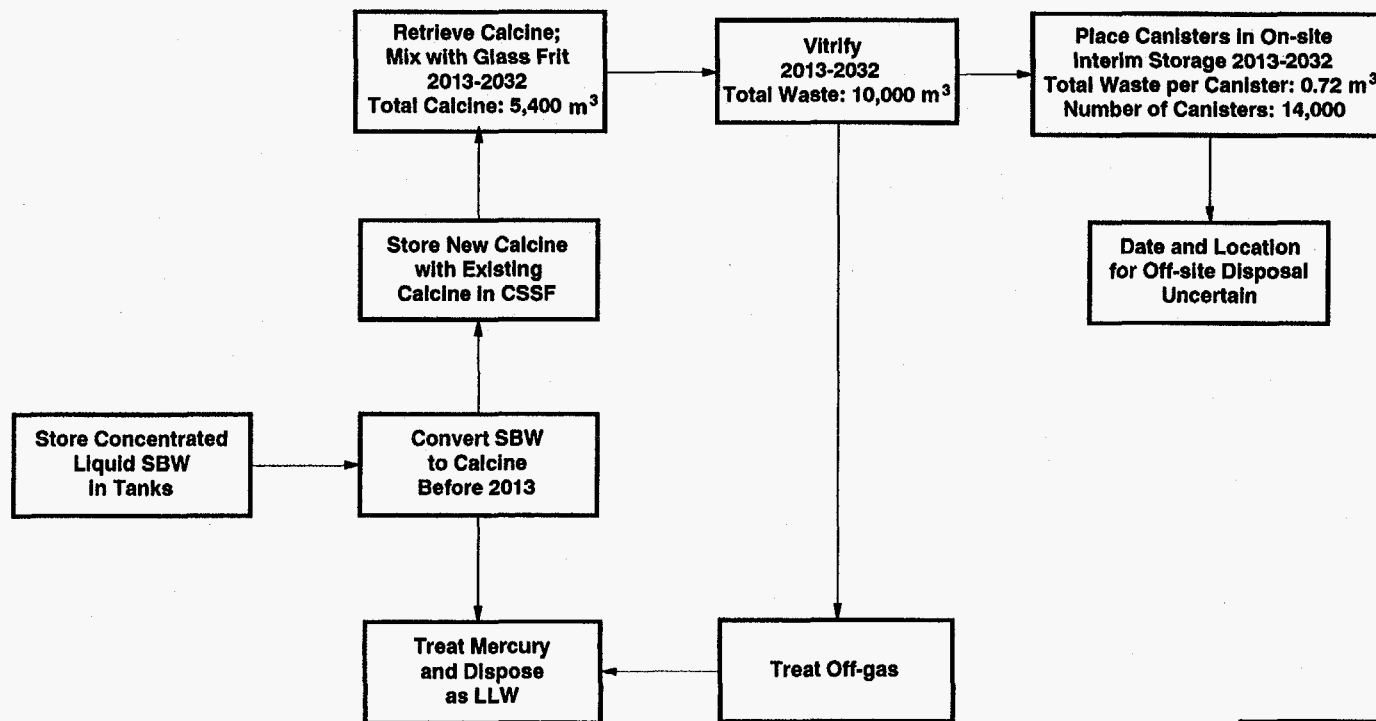 Retrieve Calcine;
Mix with Glass Frit
2013-2032
Total Calcine: 5,400 m³
Vitrify
2013-2032
Total Waste: 10,000 m³
Place Canisters in On-site
Interim Storage 2013-2032
Total Waste per Canister: 0.72 m³
Number of Canisters: 14,000
Store New Calcine
with Existing
Calcine in CSSF
Date and Location
for Off-site Disposal
Uncertain
Store Concentrated
Liquid SBW
in Tanks
Convert SBW
to Calcine
Before 2013
Treat Mercury
and Dispose
as LLW
Treat Off-gas